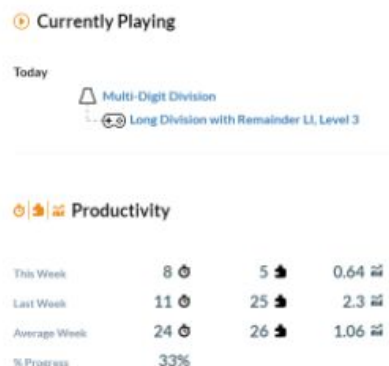 Currently Playing
Today
Multi-Digit Division
Long Division with Remainder LI, Level 3
Productivity
This Week 8 5 0.64
Last Week 11 25 2.3
Average Week 24 26 1.06
% Progress 33%